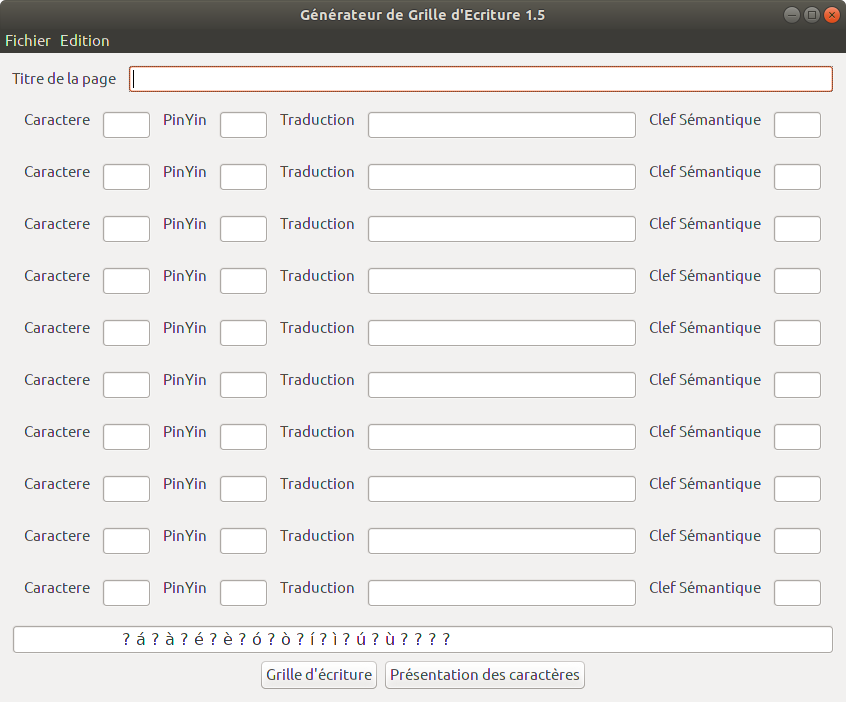 Générateur de Grille d'Ecriture 1.5
Fichier Edition
Titre de la page
Caractere PinYin Traduction Clef Sémantique
Caractere PinYin Traduction Clef Sémantique
Caractere PinYin Traduction Clef Sémantique
Caractere PinYin Traduction Clef Sémantique
Caractere PinYin Traduction Clef Sémantique
Caractere PinYin Traduction Clef Sémantique
Caractere PinYin Traduction Clef Sémantique
Caractere PinYin Traduction Clef Sémantique
Caractere PinYin Traduction Clef Sémantique
Caractere PinYin Traduction Clef Sémantique
? á ? à ? é ? è ? ó ? ò ? í ? ì ? ú ? ù ? ? ? ?
Grille d'écriture Présentation des caractères